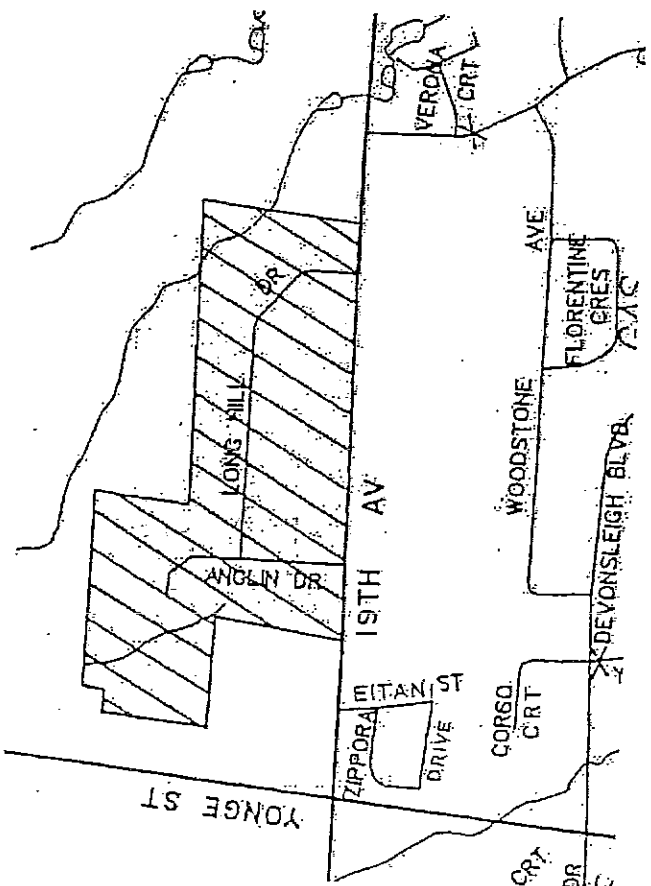 VERONA
CRT
DR
LONG HILL
AVE
FLORENTINE
CRES
WOODSTONE
19TH AV
ANGLIN DR
DEVONSLEIGH BLVD.
EITAN ST
ZIPPORA
DRIVE
CORSO
CRT
YONGE ST
CRT
DR